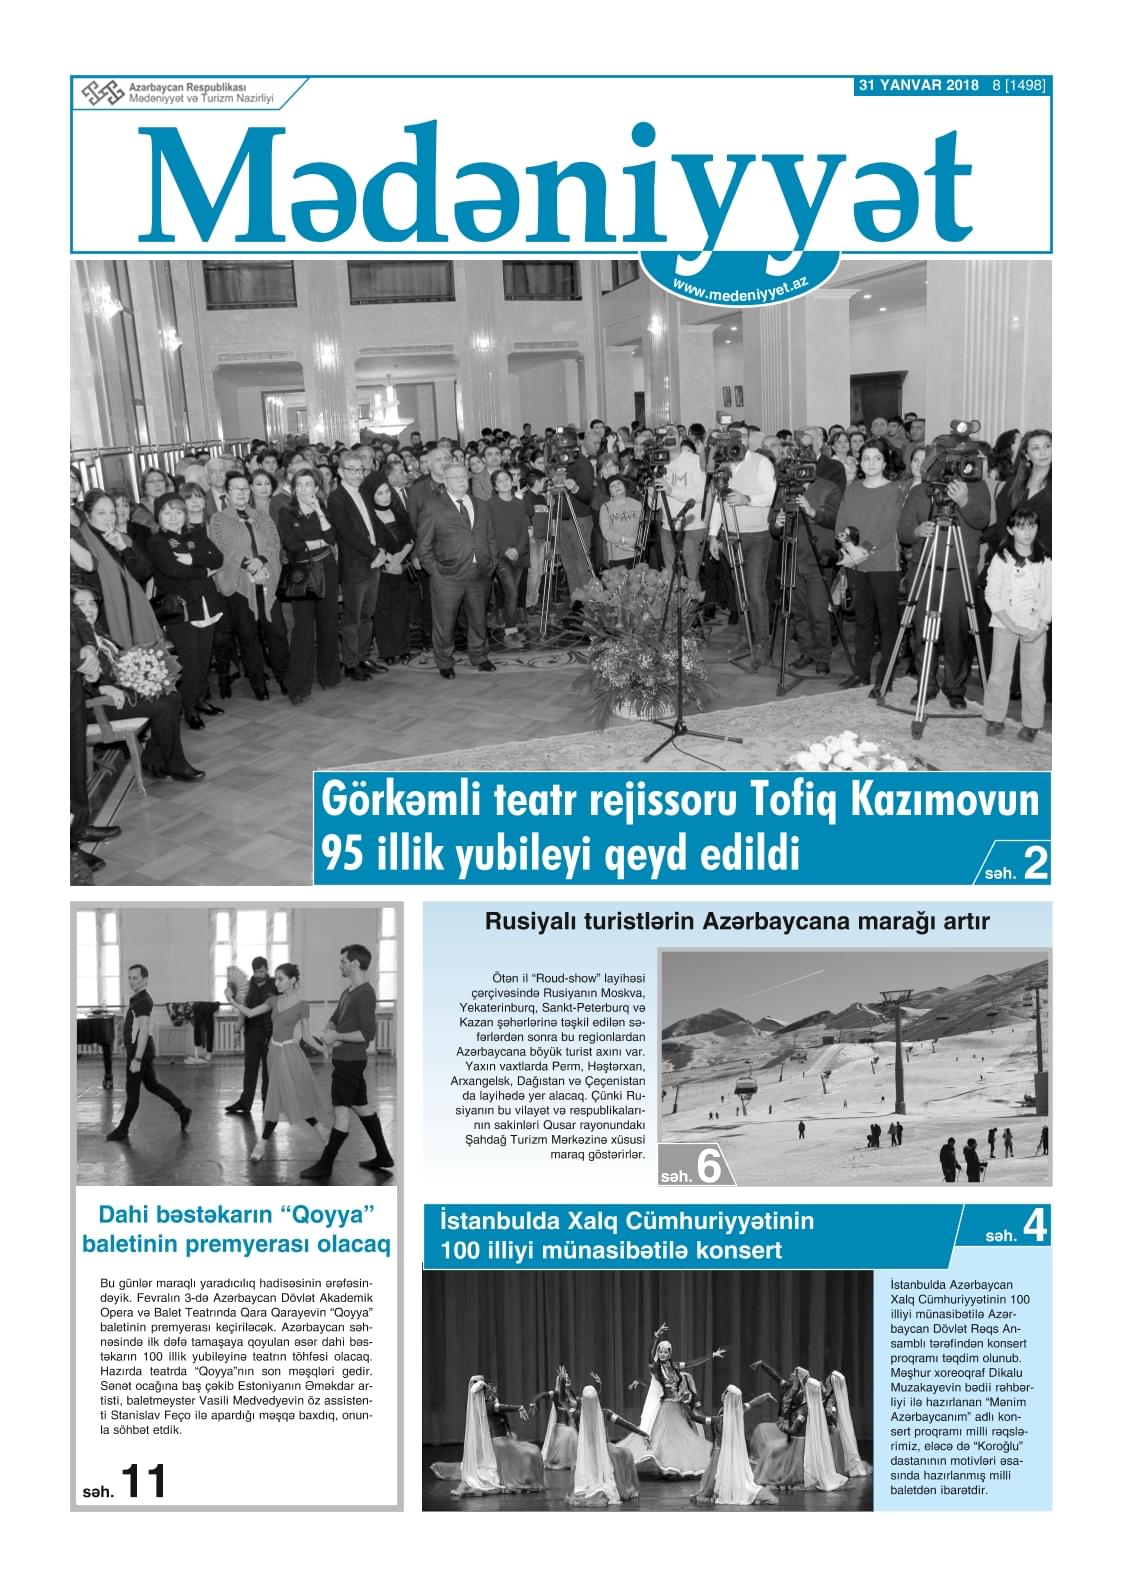 Azərbaycan Respublikası
Mədəniyyət və Turizm Nazirliyi
31 YANVAR 2018 8 [1498]
Mədəniyyət
www.medeniyyet.az
Görkəmli teatr rejissoru Tofiq Kazımovun
95 illik yubileyi qeyd edildi
səh. 2
Dahi bəstəkarın “Qoyya”
baletinin premyerası olacaq
Bu günlər maraqlı yaradıcılıq hadisəsinin ərəfəsin-
dəyik. Fevralın 3-də Azərbaycan Dövlət Akademik
Opera və Balet Teatrında Qara Qarayevin “Qoyya”
baletinin premyerası keçiriləcək. Azərbaycan səh-
nəsində ilk dəfə tamaşaya qoyulan əsər dahi bəs-
təkarın 100 illik yubileyinə teatrın töhfəsi olacaq.
Hazırda teatrda “Qoyya”nın son məşqləri gedir.
Sənət ocağına baş çəkib Estoniyanın Əməkdar ar-
tisti, baletmeyster Vasili Medvedyevin öz assisten-
ti Stanislav Feço ilə apardığı məşqə baxdıq, onun-
la söhbət etdik.
səh. 11
Rusiyalı turistlərin Azərbaycana marağı artır
Ötən il “Roud-show” layihəsi
çərçivəsində Rusiyanın Moskva,
Yekaterinburq, Sankt-Peterburq və
Kazan şəhərlərinə təşkil edilən sə-
fərlərdən sonra bu regionlardan
Azərbaycana böyük turist axını var.
Yaxın vaxtlarda Perm, Həştərxan,
Arxangelsk, Dağıstan və Çeçenistan
da layihədə yer alacaq. Çünki Ru-
siyanın bu vilayət və respublikaları-
nın sakinləri Qusar rayonundakı
Şahdağ Turizm Mərkəzinə xüsusi
maraq göstərirlər.
səh. 6
İstanbulda Xalq Cümhuriyyətinin
100 illiyi münasibətilə konsert
səh. 4
İstanbulda Azərbaycan
Xalq Cümhuriyyətinin 100
illiyi münasibətilə Azər-
baycan Dövlət Rəqs An-
samblı tərəfindən konsert
proqramı təqdim olunub.
Məşhur xoreoqraf Dikalu
Muzakayevin bədii rəhbər-
liyi ilə hazırlanan “Mənim
Azərbaycanım” adlı kon-
sert proqramı milli rəqslə-
rimiz, eləcə də “Koroğlu”
dastanının motivləri əsa-
sında hazırlanmış milli
baletdən ibarətdir.